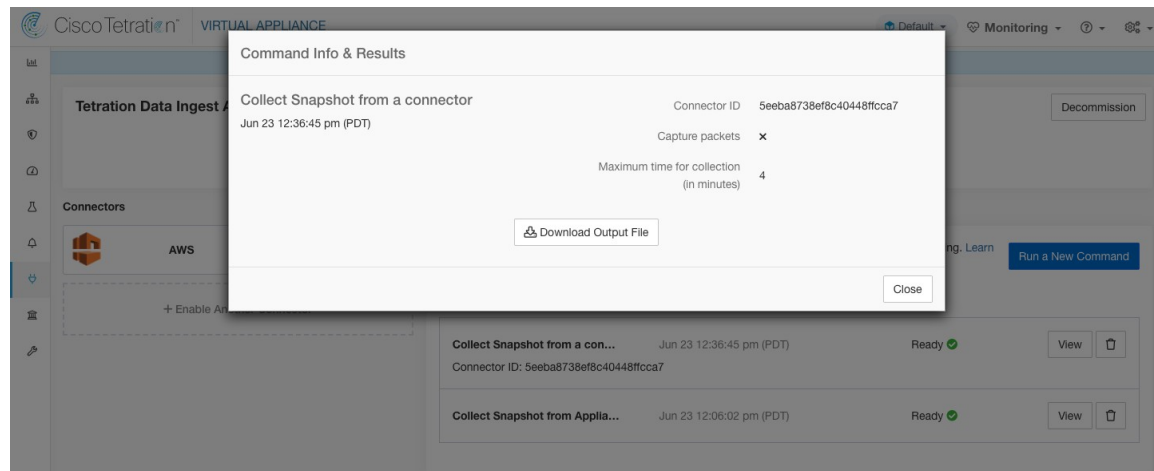 Cisco Tetration™ VIRTUAL APPLIANCE
Default
Monitoring
Command Info & Results
Tetration Data Ingest A
Collect Snapshot from a connector
Jun 23 12:36:45 pm (PDT)
Connector ID 5eeba8738ef8c40448ffcca7
Capture packets ×
Maximum time for collection
(in minutes) 4
Decommission
Download Output File
Connectors
AWS
ng. Learn
Run a New Command
Close
+ Enable An
Collect Snapshot from a con... Jun 23 12:36:45 pm (PDT) Ready View
Connector ID: 5eeba8738ef8c40448ffcca7
Collect Snapshot from Applia... Jun 23 12:06:02 pm (PDT) Ready View